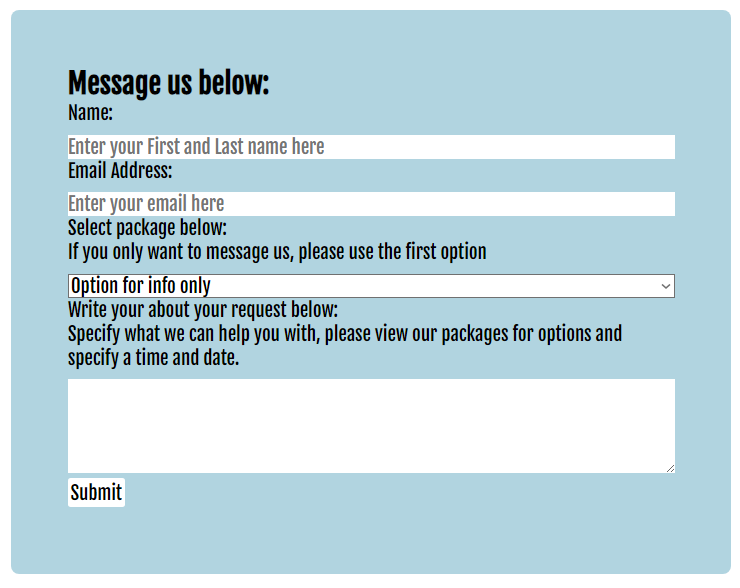 Message us below:
Name:
Enter your First and Last name here
Email Address:
Enter your email here
Select package below:
If you only want to message us, please use the first option
Option for info only
Write your about your request below:
Specify what we can help you with, please view our packages for options and
specify a time and date.
Submit